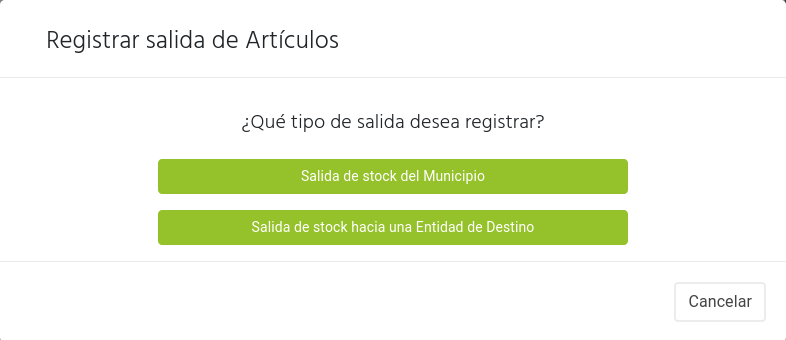 Registrar salida de Artículos
¿Qué tipo de salida desea registrar?
Salida de stock del Municipio
Salida de stock hacia una Entidad de Destino
Cancelar